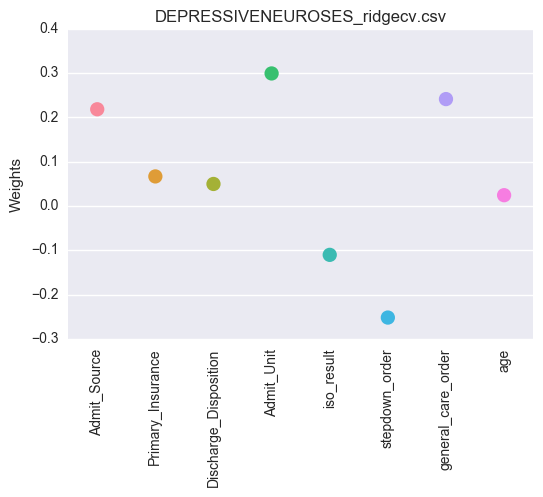 DEPRESSIVENEUROSES_ridgecv.csv
0.4
0.3
0.2
0.1
0.0
−0.1
−0.2
−0.3
Weights
Admit_Source
Primary_Insurance
Discharge_Disposition
Admit_Unit
iso_result
stepdown_order
general_care_order
age